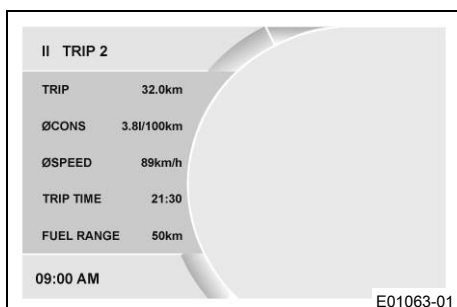 II TRIP 2
TRIP 32.0km
ØCONS 3.8l/100km
ØSPEED 89km/h
TRIP TIME 21:30
FUEL RANGE 50km
09:00 AM
E01063-01